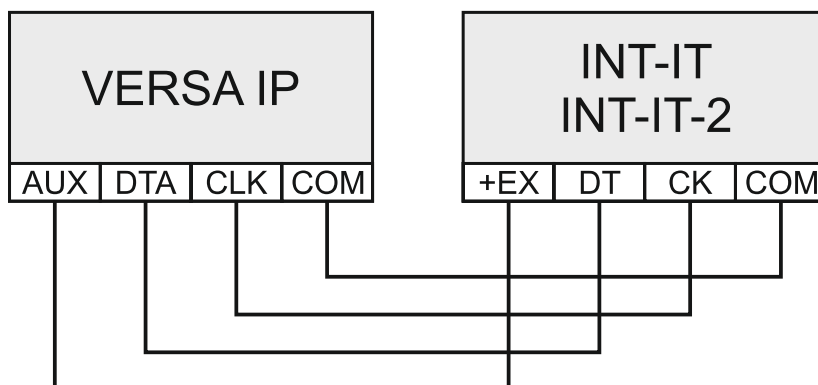 VERSA IP
INT-IT
INT-IT-2
AUX DTA CLK COM
+EX DT CK COM